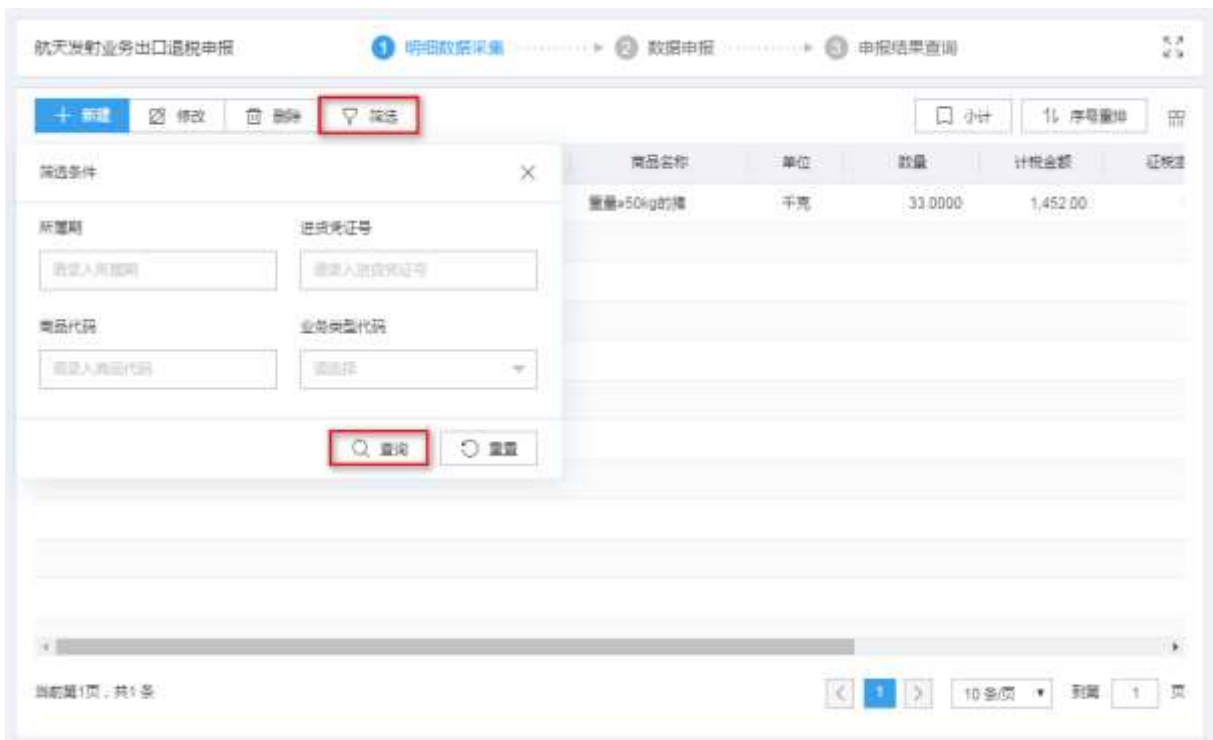 航天发射业务出口退税申报 1 明细数据采集 2 数据申报 3 申报结果查询
新建 修改 删除 筛选 小计 序号重排
筛选条件 商品名称 单位 数量 计税金额 征税
重量≥50kg的猪 千克 33.0000 1,452.00
所属期 进货凭证号
请录入所属期 请录入进货凭证号
商品代码 业务类型代码
请录入商品代码 请选择
查询 重置
当前第1页，共1条 1 10条/页 到第 1 页